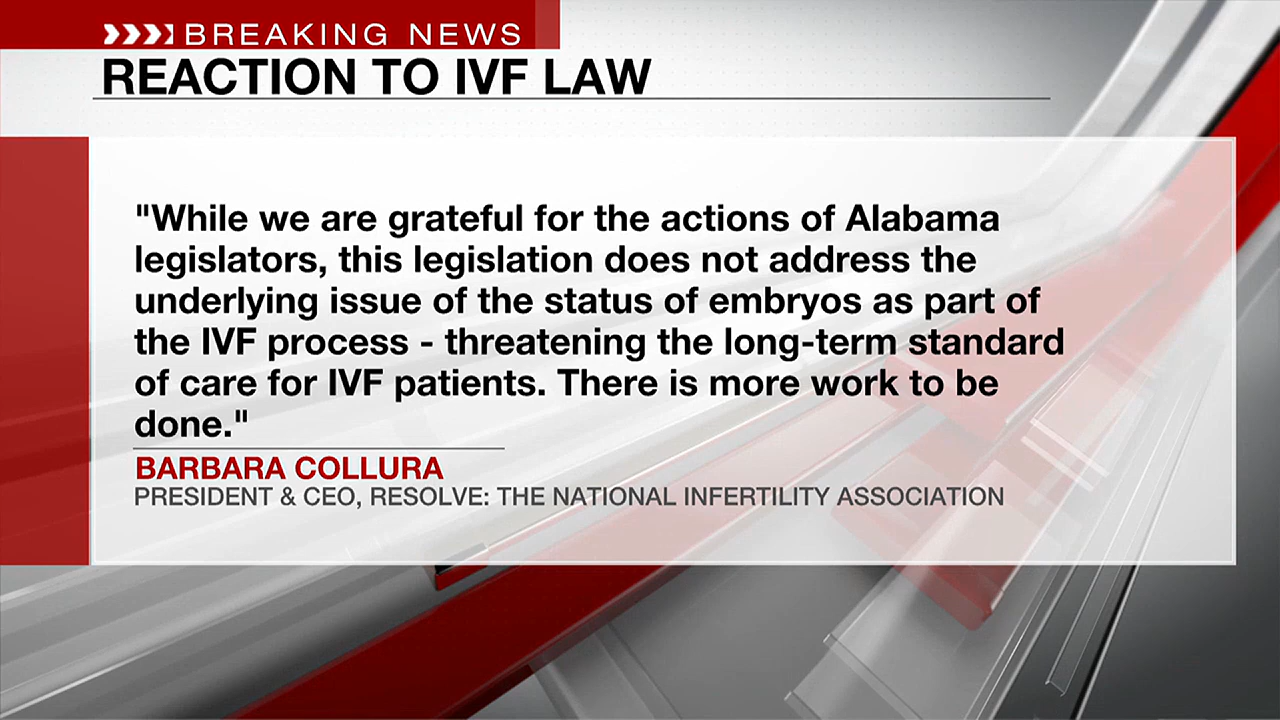 BREAKING NEWS
REACTION TO IVF LAW
"While we are grateful for the actions of Alabama
legislators, this legislation does not address the
underlying issue of the status of embryos as part of
the IVF process - threatening the long-term standard
of care for IVF patients. There is more work to be
done."
BARBARA COLLURA
PRESIDENT & CEO, RESOLVE: THE NATIONAL INFERTILITY ASSOCIATION